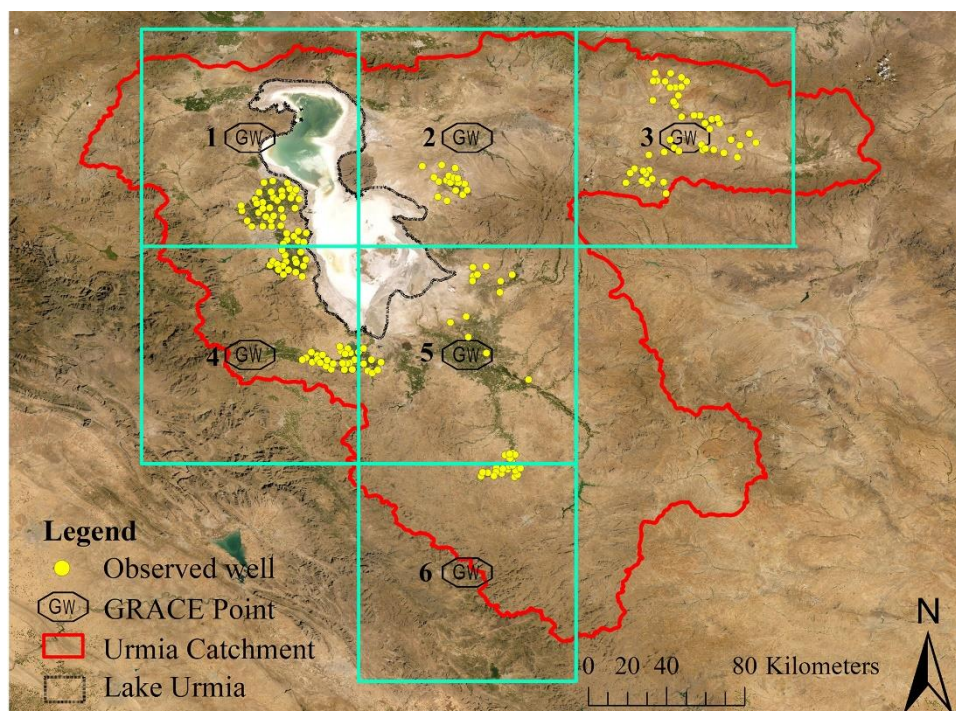 1 GW
2 GW
3 GW
4 GW
5 GW
6 GW
Legend
Observed well
GW GRACE Point
Urmia Catchment
Lake Urmia
N
0 20 40 80 Kilometers